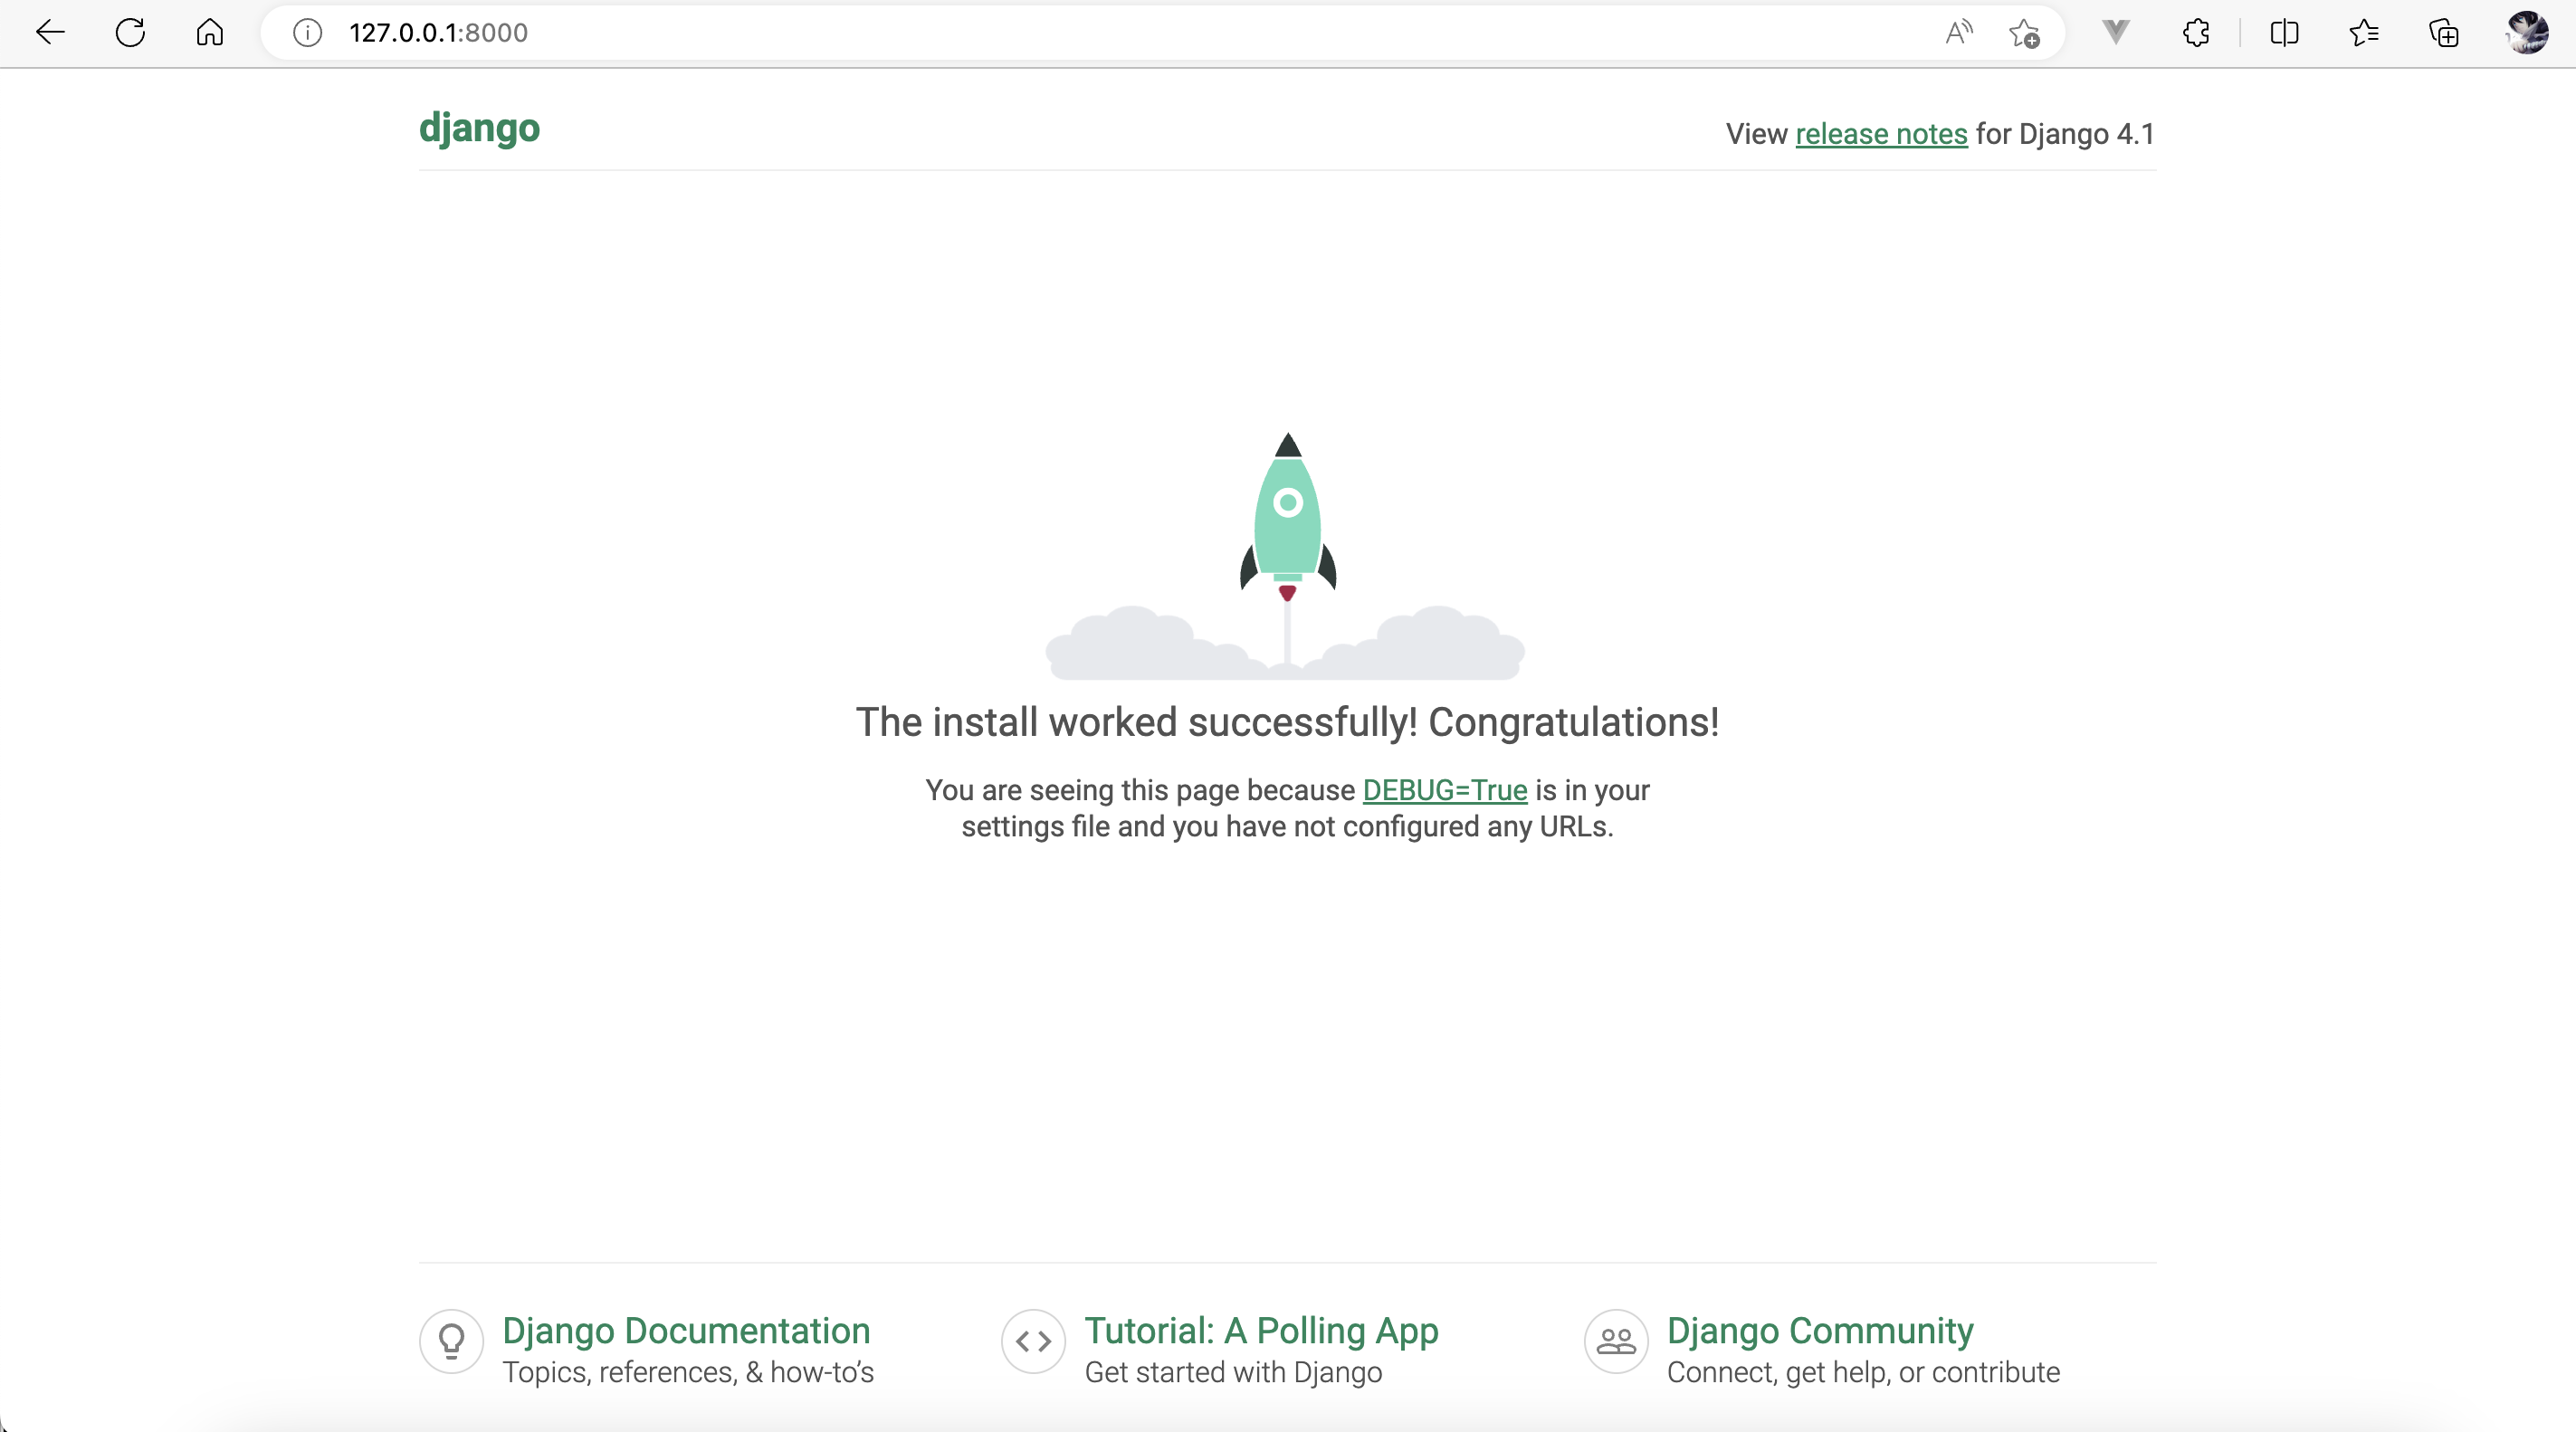 127.0.0.1:8000
django
View release notes for Django 4.1
The install worked successfully! Congratulations!
You are seeing this page because DEBUG=True is in your
settings file and you have not configured any URLs.
Django Documentation
Topics, references, & how-to’s
Tutorial: A Polling App
Get started with Django
Django Community
Connect, get help, or contribute